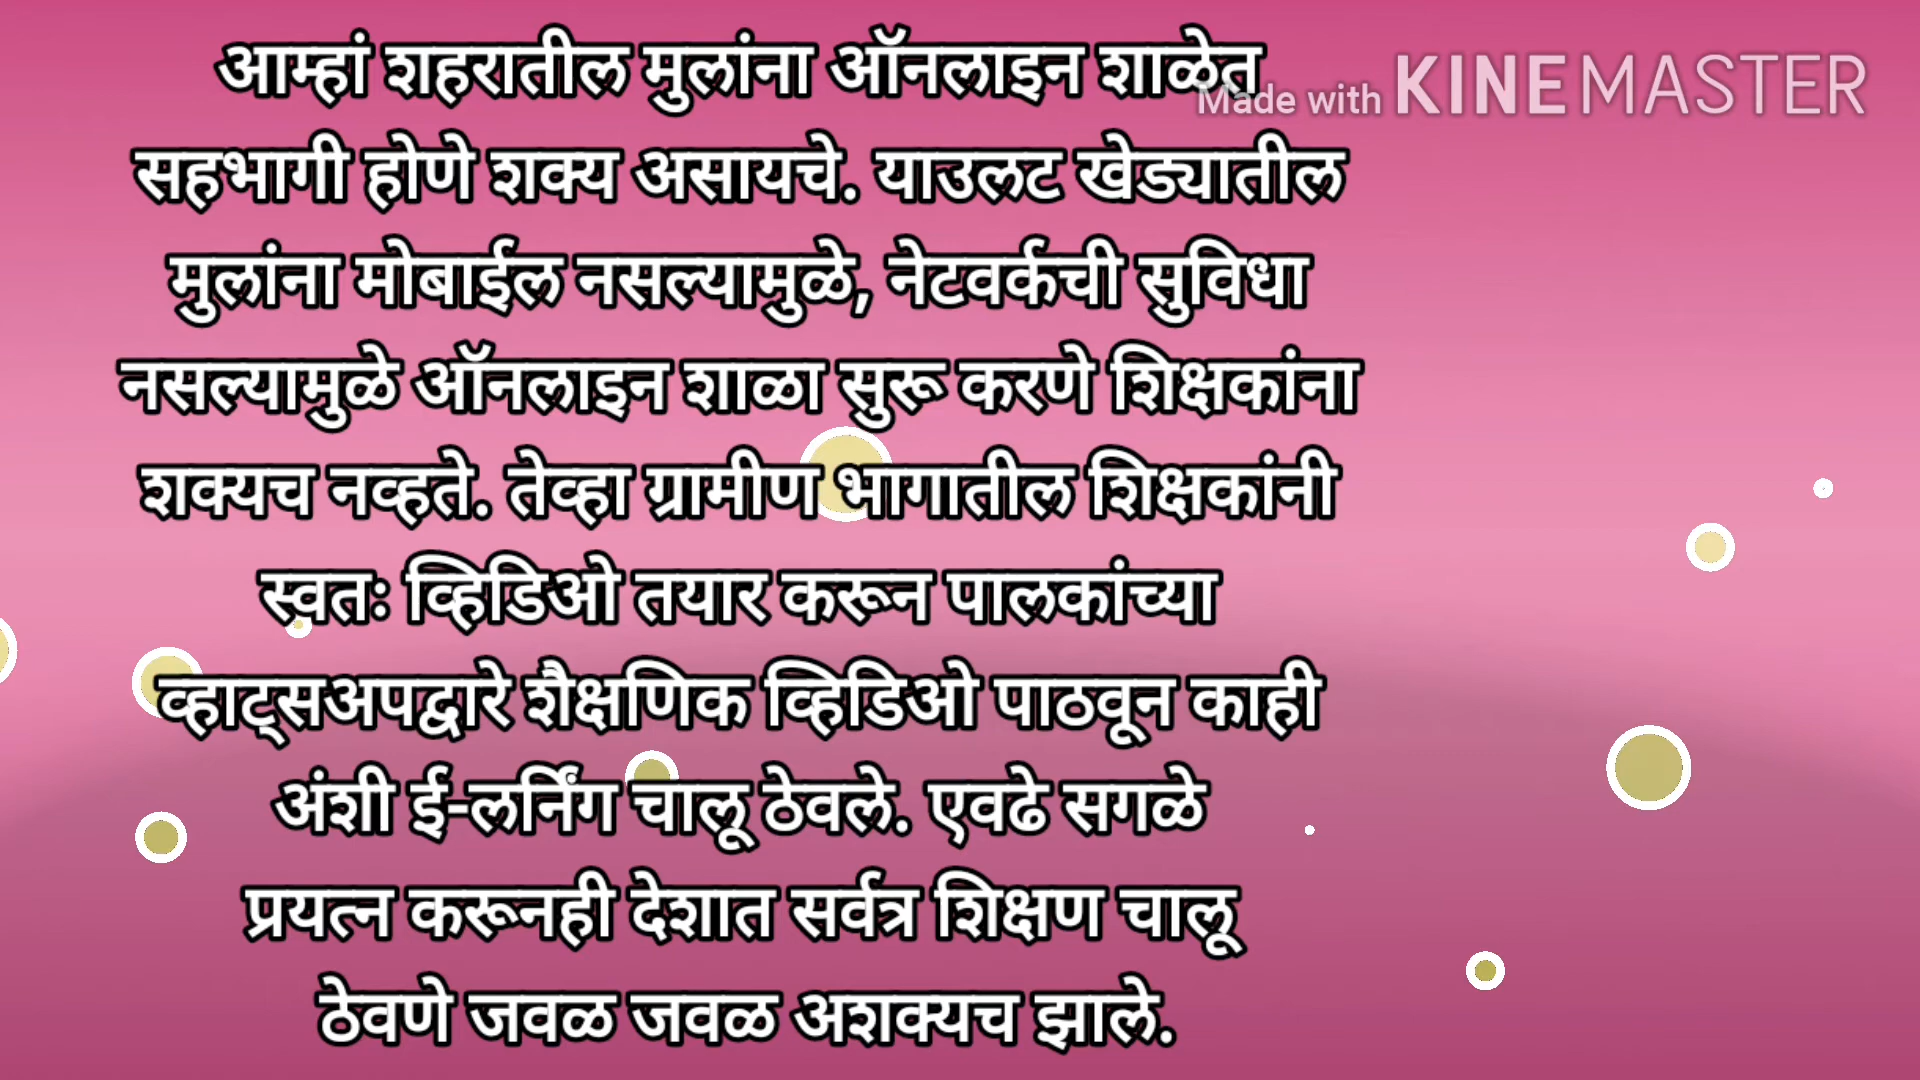 आम्हां शहरातील मुलांना ऑनलाइन शाळेत
Made with KINEMASTER
सहभागी होणे शक्य असायचे. याउलट खेड्यातील
मुलांना मोबाईल नसल्यामुळे, नेटवर्कची सुविधा
नसल्यामुळे ऑनलाइन शाळा सुरू करणे शिक्षकांना
शक्यच नव्हते. तेव्हा ग्रामीण भागातील शिक्षकांनी
स्वतः व्हिडिओ तयार करून पालकांच्या
व्हाट्सअपद्वारे शैक्षणिक व्हिडिओ पाठवून काही
अंशी ई-लर्निंग चालू ठेवले. एवढे सगळे
प्रयत्न करूनही देशात सर्वत्र शिक्षण चालू
ठेवणे जवळ जवळ अशक्यच झाले.